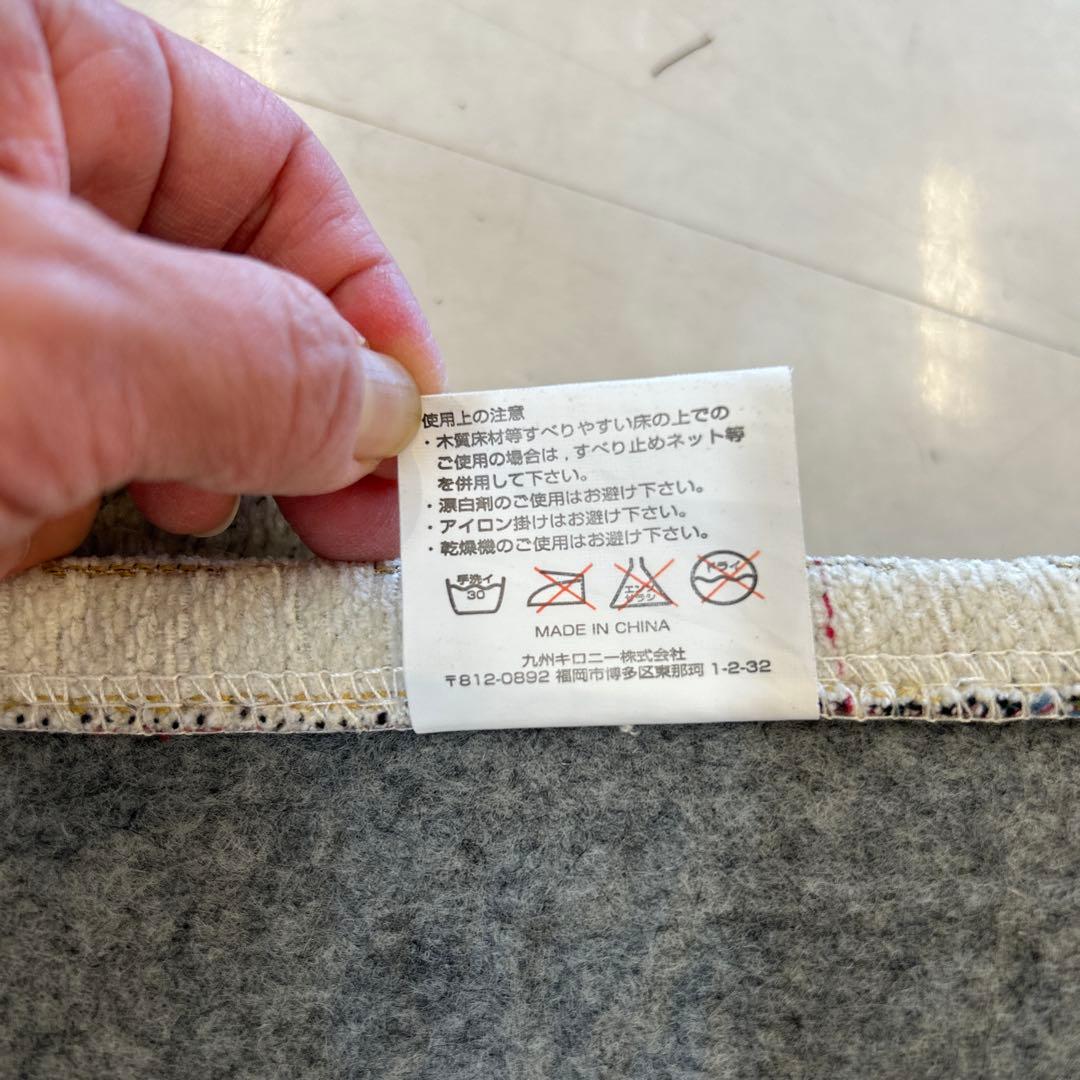 使用上の注意
・木質床材等すべりやすい床の上での
ご使用の場合は,すべり止めネット等
を併用して下さい。
・漂白剤のご使用はお避け下さい。
・アイロン掛けはお避け下さい。
・乾燥機のご使用はお避け下さい。
手洗イ
30
エンソ
サラシ
ドライ
MADE IN CHINA
九州キロニー株式会社
〒812-0892 福岡市博多区東那珂 1-2-32